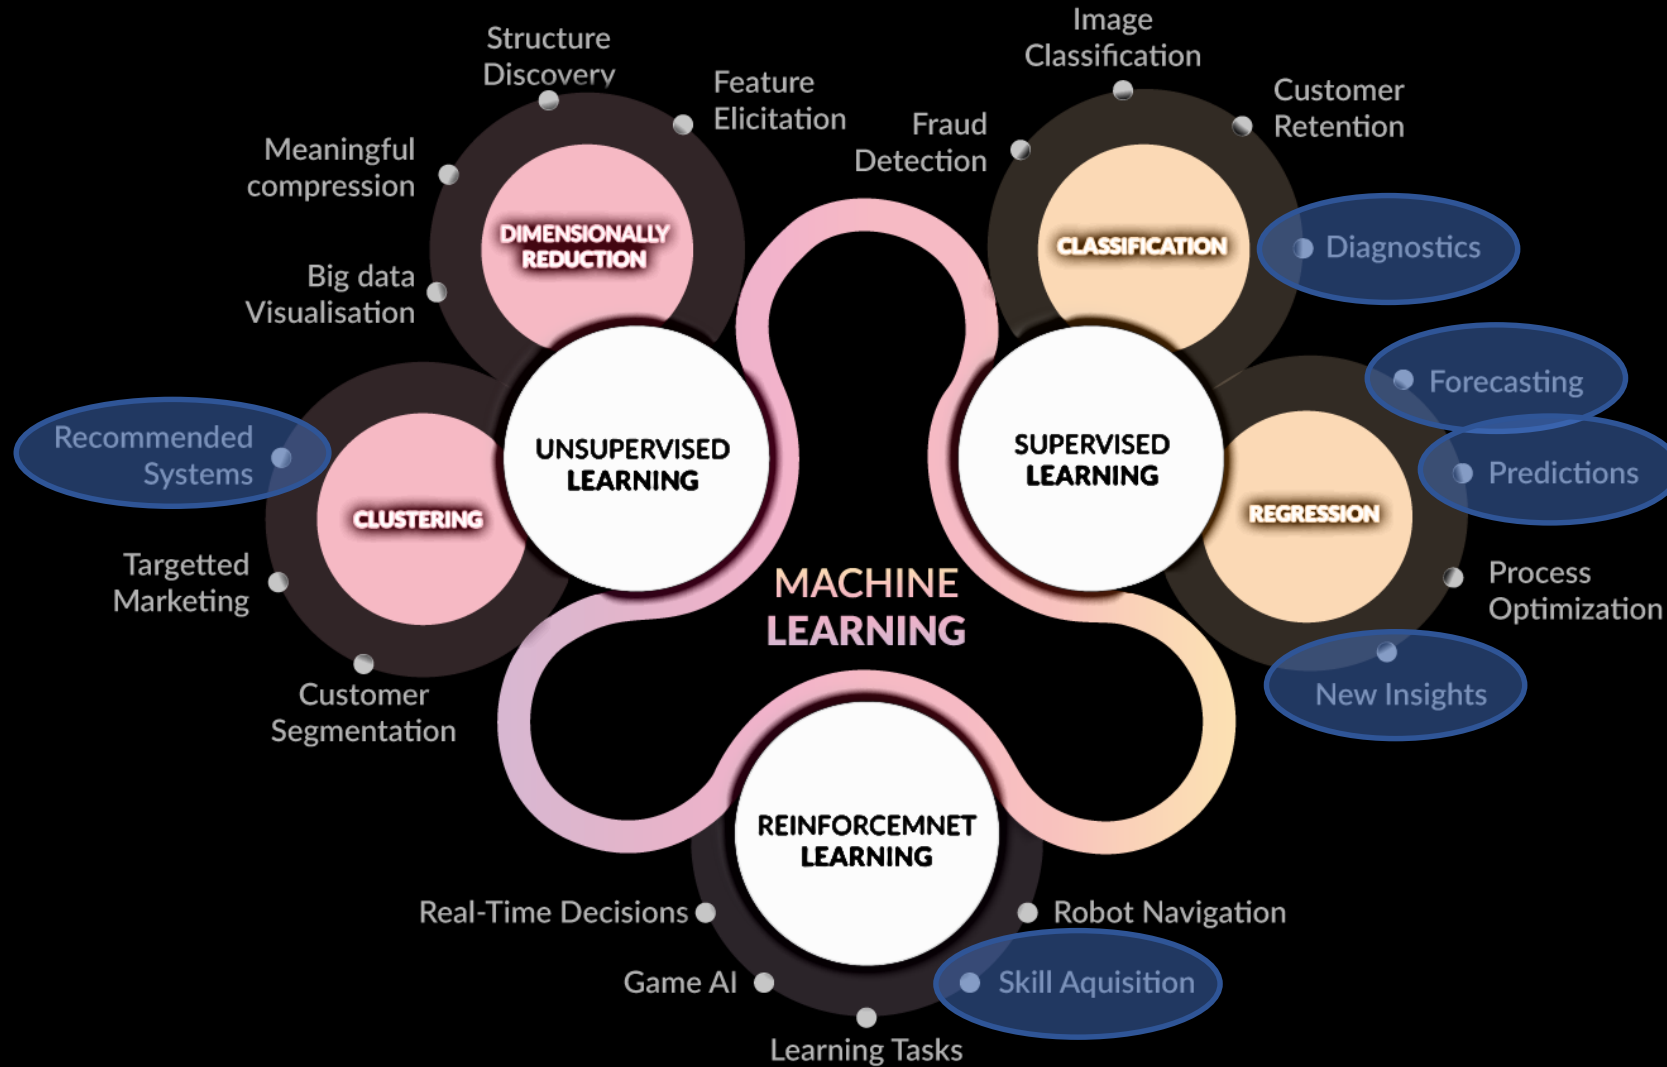 Structure
Discovery
Feature
Elicitation
Meaningful
compression
Big data
Visualisation
DIMENSIONALLY
REDUCTION
Image
Classification
Customer
Retention
Fraud
Detection
CLASSIFICATION
Diagnostics
Forecasting
Predictions
Process
Optimization
New Insights
REGRESSION
SUPERVISED
LEARNING
UNSUPERVISED
LEARNING
Recommended
Systems
CLUSTERING
Targetted
Marketing
Customer
Segmentation
MACHINE
LEARNING
REINFORCEMNET
LEARNING
Real-Time Decisions
Robot Navigation
Game AI
Skill Aquisition
Learning Tasks